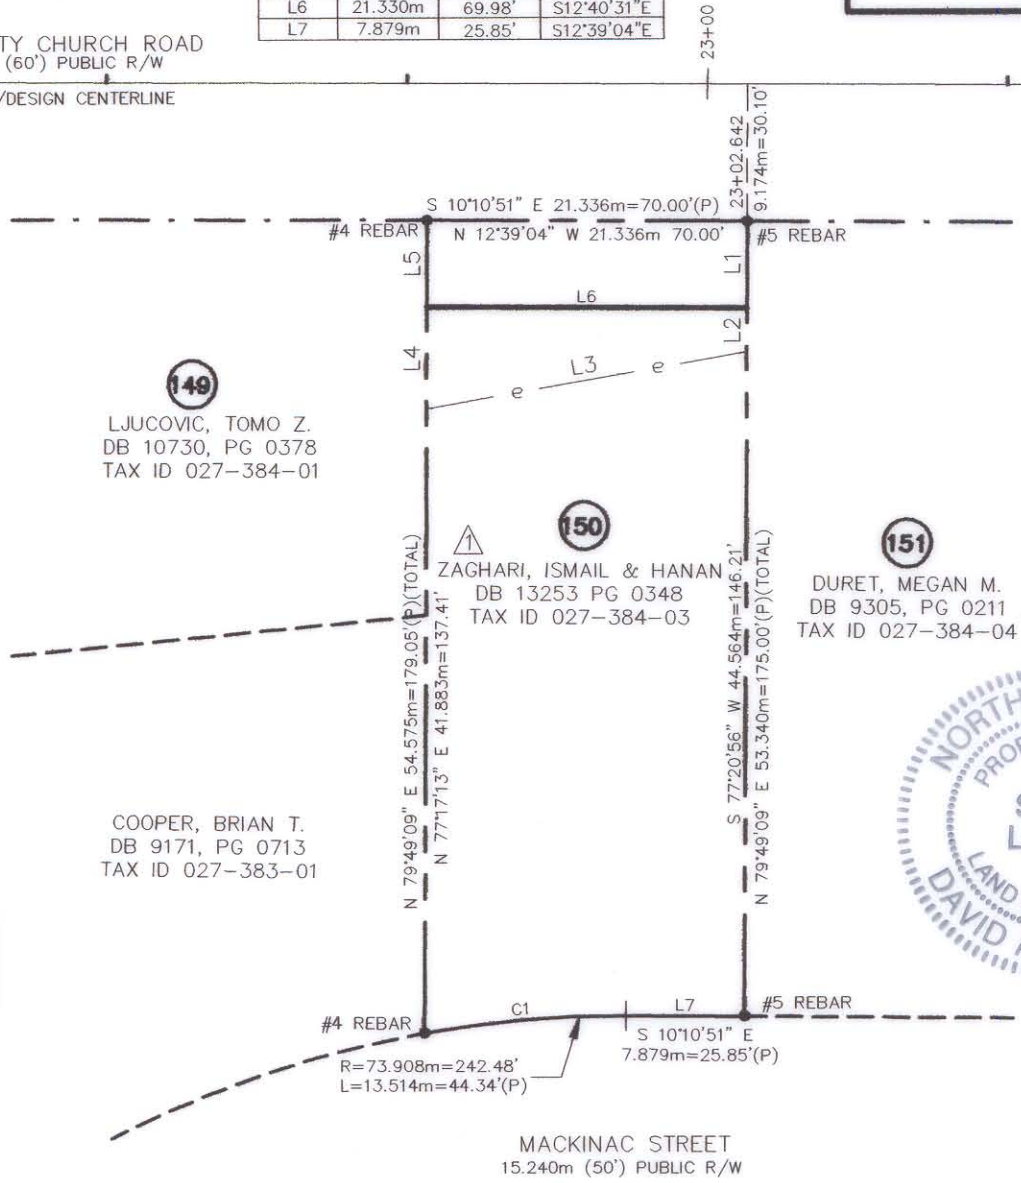 L6 21.330m 69.98' S12°40'31"E
L7 7.879m 25.85' S12°39'04"E
23+00
TY CHURCH ROAD
(60') PUBLIC R/W
/DESIGN CENTERLINE
23+02.642
9.174m=30.10'
S 10°10'51" E 21.336m=70.00'(P)
#4 REBAR
N 12°39'04" W 21.336m 70.00'
#5 REBAR
L5
L1
L6
L2
L4
L3
e
e
149
LJUCOVIC, TOMO Z.
DB 10730, PG 0378
TAX ID 027-384-01
1
150
ZAGHARI, ISMAIL & HANAN
DB 13253 PG 0348
TAX ID 027-384-03
151
DURET, MEGAN M.
DB 9305, PG 0211
TAX ID 027-384-04
N 79°49'09" E 54.575m=179.05'(P)(TOTAL)
N 77°17'13" E 41.883m=137.41'
S 77°20'56" W 44.564m=146.21'
N 79°49'09" E 53.340m=175.00'(P)(TOTAL)
COOPER, BRIAN T.
DB 9171, PG 0713
TAX ID 027-383-01
NORTH
PROF
S
L
LAND
DAVID
#4 REBAR
C1
L7
#5 REBAR
S 10°10'51" E
7.879m=25.85'(P)
R=73.908m=242.48'
L=13.514m=44.34'(P)
MACKINAC STREET
15.240m (50') PUBLIC R/W